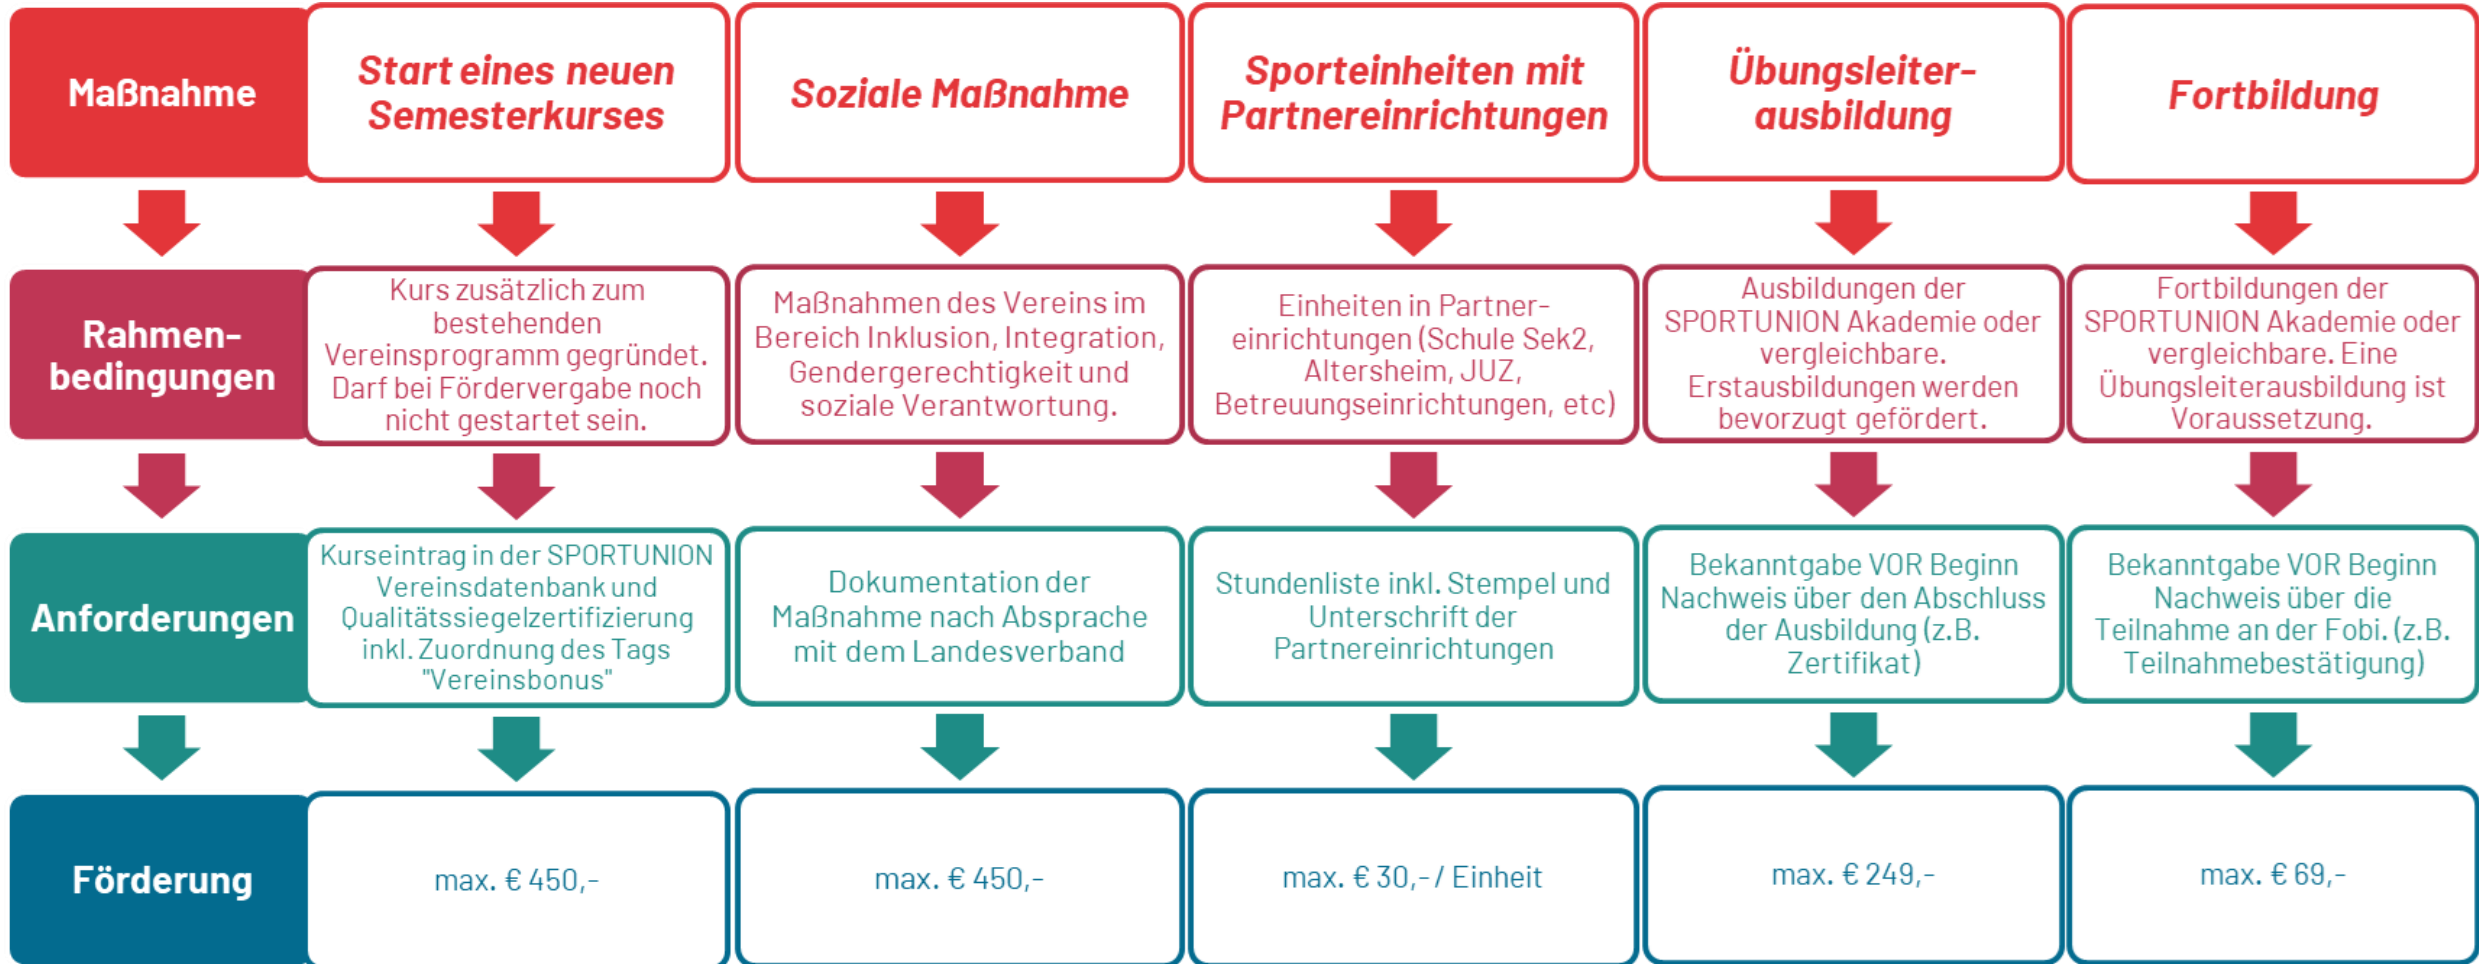 Maßnahme
Start eines neuen
Semesterkurses
Soziale Maßnahme
Sporteinheiten mit
Partnereinrichtungen
Übungsleiter-
ausbildung
Fortbildung
Rahmen-
bedingungen
Kurs zusätzlich zum
bestehenden
Vereinsprogramm gegründet.
Darf bei Fördervergabe noch
nicht gestartet sein.
Maßnahmen des Vereins im
Bereich Inklusion, Integration,
Gendergerechtigkeit und
soziale Verantwortung.
Einheiten in Partner-
einrichtungen (Schule Sek2,
Altersheim, JUZ,
Betreuungseinrichtungen, etc)
Ausbildungen der
SPORTUNION Akademie oder
vergleichbare.
Erstausbildungen werden
bevorzugt gefördert.
Fortbildungen der
SPORTUNION Akademie oder
vergleichbare. Eine
Übungsleiterausbildung ist
Voraussetzung.
Anforderungen
Kurseintrag in der SPORTUNION
Vereinsdatenbank und
Qualitätssiegelzertifizierung
inkl. Zuordnung des Tags
"Vereinsbonus"
Dokumentation der
Maßnahme nach Absprache
mit dem Landesverband
Stundenliste inkl. Stempel und
Unterschrift der
Partnereinrichtungen
Bekanntgabe VOR Beginn
Nachweis über den Abschluss
der Ausbildung (z.B.
Zertifikat)
Bekanntgabe VOR Beginn
Nachweis über die
Teilnahme an der Fobi. (z.B.
Teilnahmebestätigung)
Förderung
max. € 450,-
max. € 450,-
max. € 30,- / Einheit
max. € 249,-
max. € 69,-